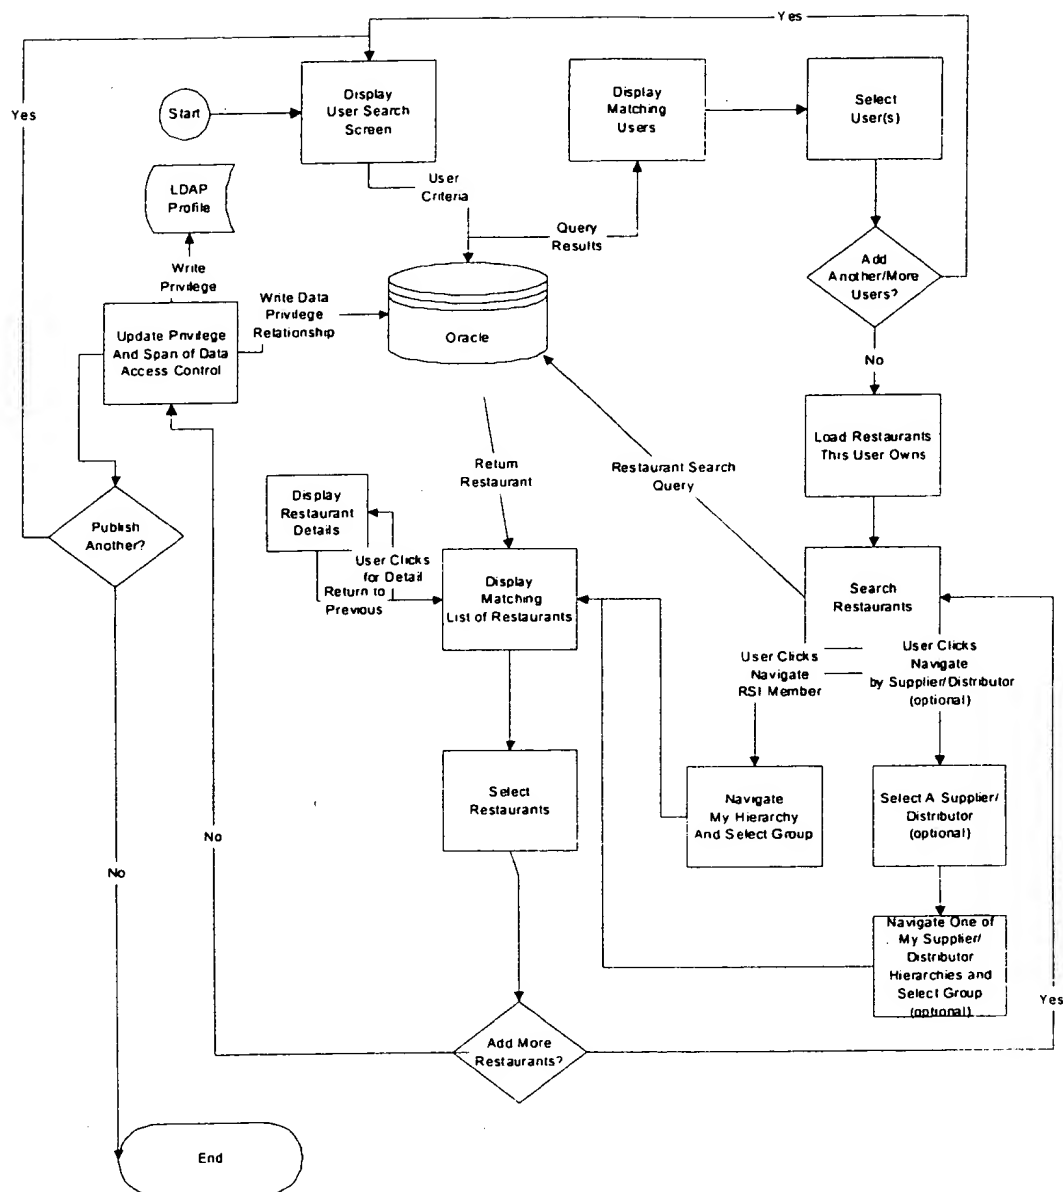 Yes
Yes
Start
Display
User Search
Screen
Display
Matching
Users
Select
User(s)
LDAP
Profile
User
Criteria
Query
Results
Write
Privilege
Write Data
Privilege
Relationship
Add
Another/More
Users?
Update Privilege
And Span of Data
Access Control
Oracle
No
Load Restaurants
This User Owns
Return
Restaurant
Restaurant Search
Query
Display
Restaurant
Details
Publish
Another?
User Clicks
for Detail
Return to
Previous
Display
Matching
List of Restaurants
Search
Restaurants
User Clicks
Navigate
RSI Member
User Clicks
Navigate
by Supplier/Distributor
(optional)
Select
Restaurants
Navigate
My Hierarchy
And Select Group
Select A Supplier/
Distributor
(optional)
No
No
Navigate One of
My Supplier/
Distributor
Hierarchies and
Select Group
(optional)
Yes
Add More
Restaurants?
End